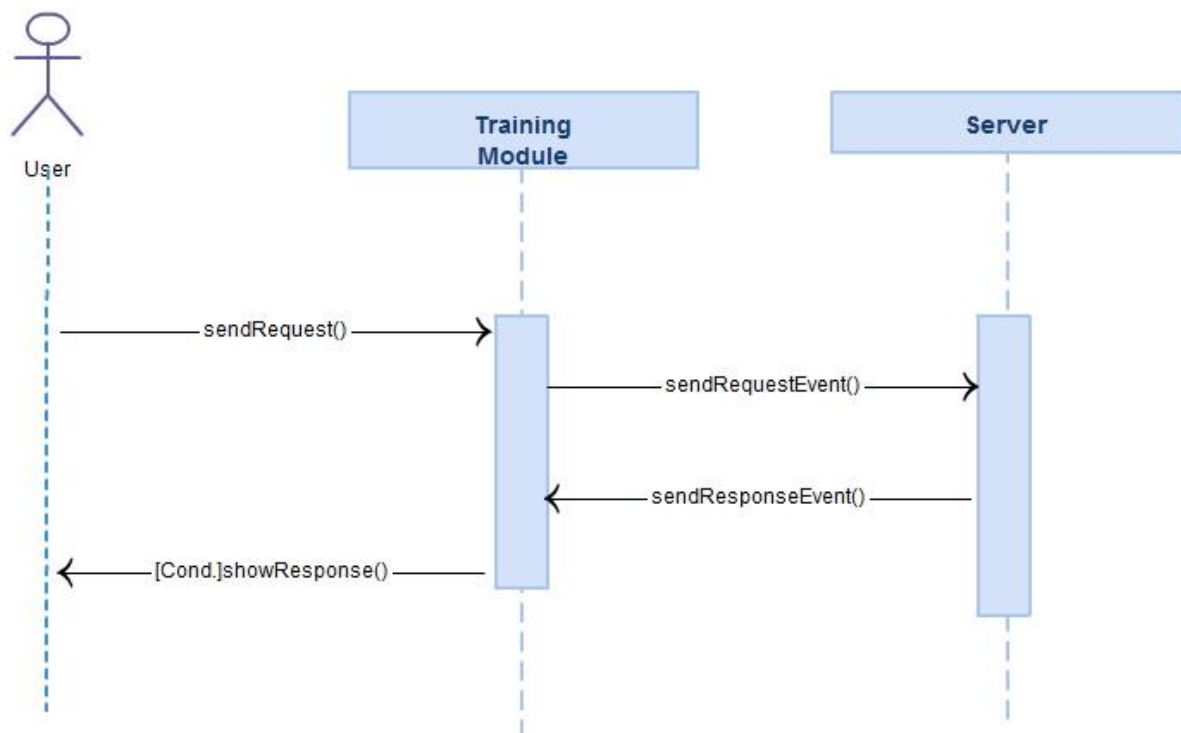 User
Training
Module
Server
sendRequest()
sendRequestEvent()
sendResponseEvent()
[Cond.]showResponse()